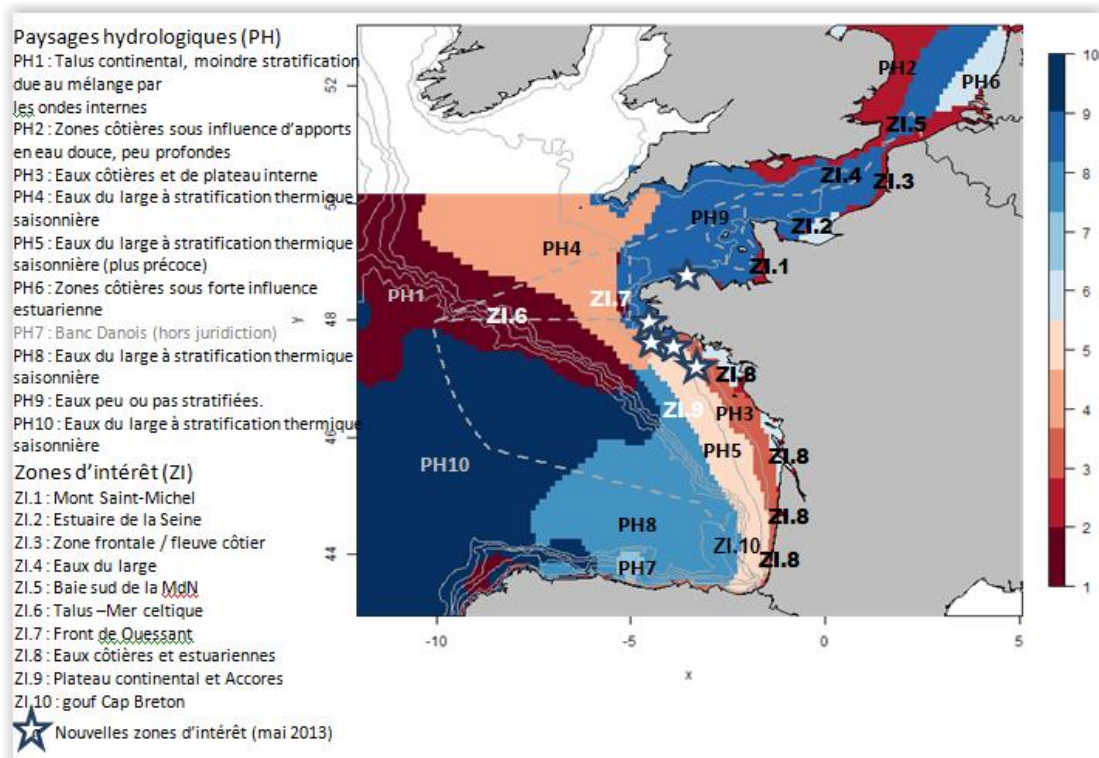 Paysages hydrologiques (PH)
PH1 : Talus continental, moindre stratification
due au mélange par
les ondes internes
PH2 : Zones côtières sous influence d'apports
en eau douce, peu profondes
PH3 : Eaux côtières et de plateau interne
PH4 : Eaux du large à stratification thermique
saisonnière
PH5 : Eaux du large à stratification thermique
saisonnière (plus précoce)
PH6 : Zones côtières sous forte influence
estuarienne
PH7 : Banc Danois (hors juridiction)
PH8 : Eaux du large à stratification thermique
saisonnière
PH9 : Eaux peu ou pas stratifiées.
PH10 : Eaux du large à stratification thermique
saisonnière
Zones d'intérêt (ZI)
ZI.1 : Mont Saint-Michel
ZI.2 : Estuaire de la Seine
ZI.3 : Zone frontale / fleuve côtier
ZI.4 : Eaux du large
ZI.5 : Baie sud de la MdN
ZI.6 : Talus –Mer celtique
ZI.7 : Front de Ouessant
ZI.8 : Eaux côtières et estuariennes
ZI.9 : Plateau continental et Accores
ZI.10 : gouf Cap Breton
Nouvelles zones d'intérêt (mai 2013)
52
50
48
46
44
y
-10
-5
0
5
x
PH2
PH6
ZI.5
ZI.4
ZI.3
PH9
ZI.2
PH4
ZI.1
PH1
ZI.7
ZI.6
ZI.8
ZI.9
PH3
PH5
ZI.8
PH10
PH8
ZI.8
ZI.10
PH7
ZI.8
10
9
8
7
6
5
4
3
2
1